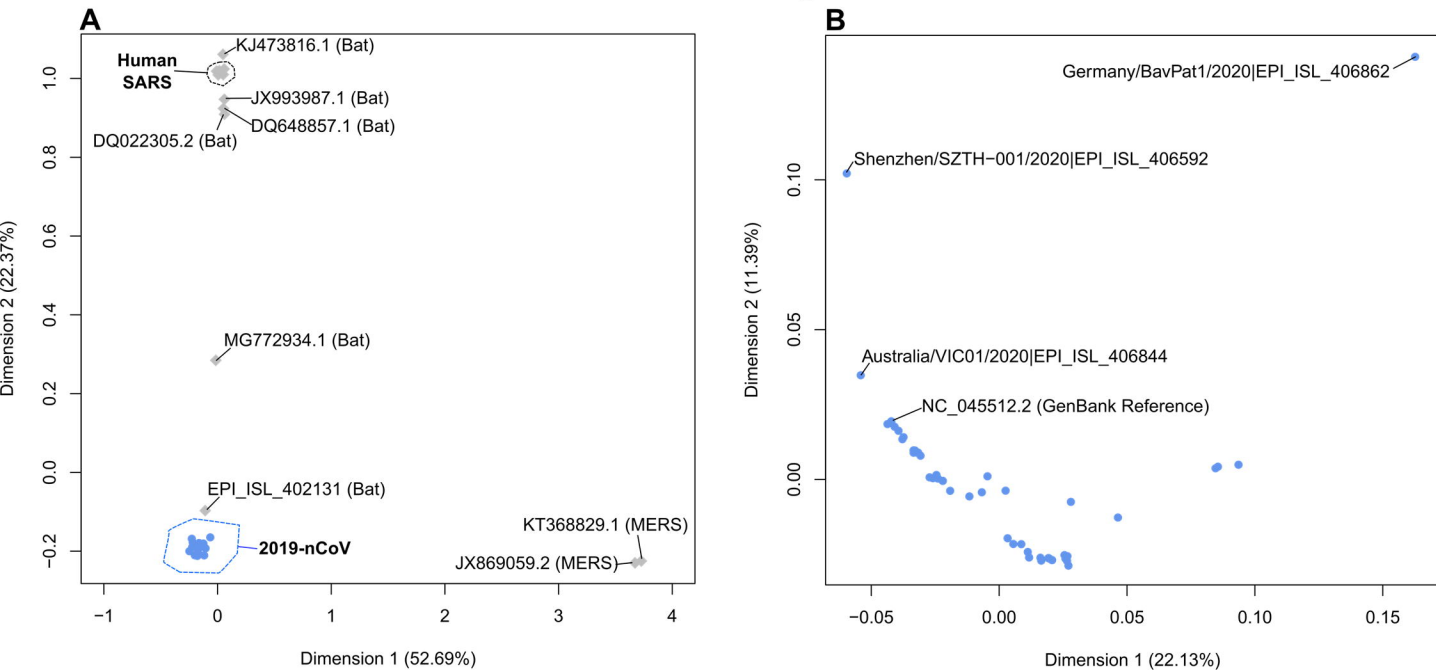 A
KJ473816.1 (Bat)
Human
SARS
JX993987.1 (Bat)
DQ648857.1 (Bat)
DQ022305.2 (Bat)
MG772934.1 (Bat)
EPI_ISL_402131 (Bat)
2019-nCoV
KT368829.1 (MERS)
JX869059.2 (MERS)
Dimension 2 (22.37%)
1.0
0.8
0.6
0.4
0.2
0.0
−0.2
−1 0 1 2 3 4
Dimension 1 (52.69%)
B
Germany/BavPat1/2020|EPI_ISL_406862
Shenzhen/SZTH−001/2020|EPI_ISL_406592
Australia/VIC01/2020|EPI_ISL_406844
NC_045512.2 (GenBank Reference)
Dimension 2 (11.39%)
0.10
0.05
0.00
−0.05 0.00 0.05 0.10 0.15
Dimension 1 (22.13%)